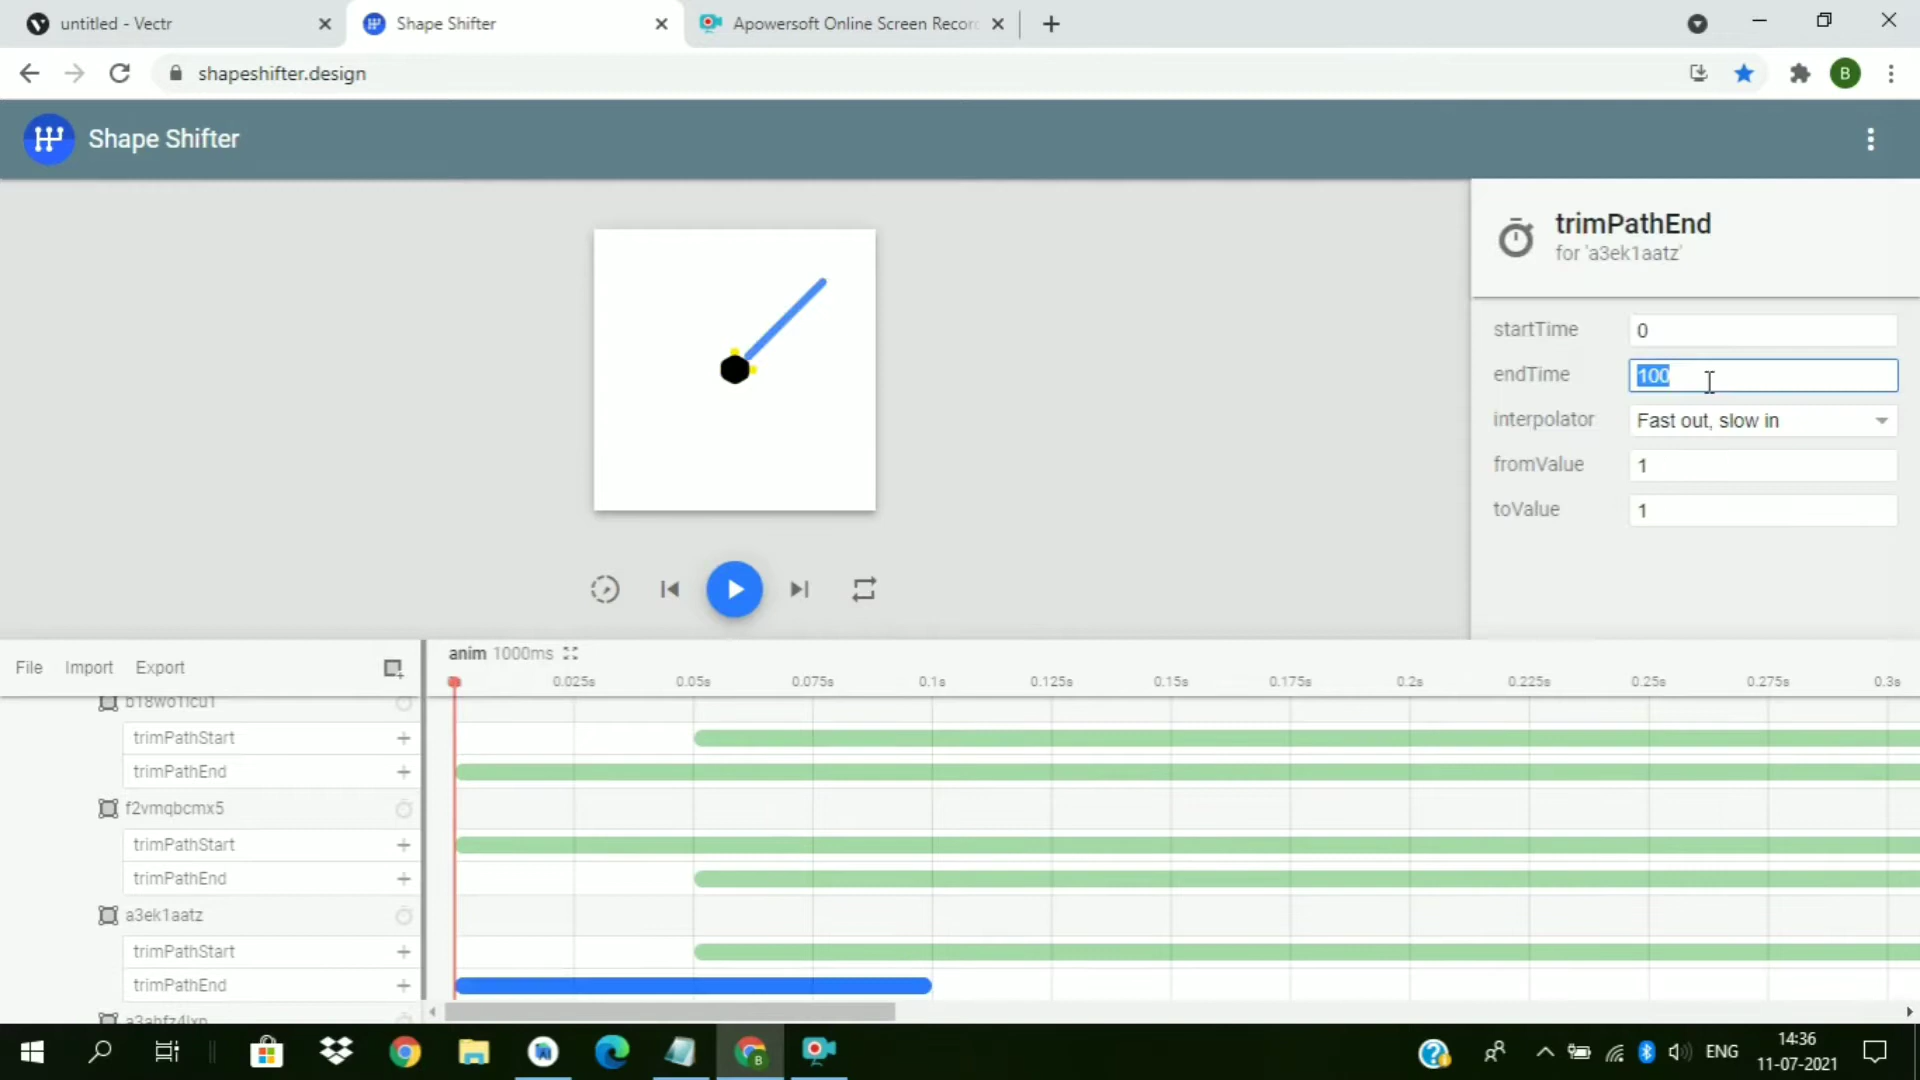 untitled - Vectr
Shape Shifter
Apowersoft Online Screen Recor
shapeshifter.design
B
Shape Shifter
trimPathEnd
for 'a3ek1aatz'
startTime 0
endTime 100
interpolator Fast out, slow in
fromValue 1
toValue 1
File Import Export
anim 1000ms
0.025s 0.05s 0.075s 0.1s 0.125s 0.15s 0.175s 0.2s 0.225s 0.25s 0.275s 0.3s
trimPathStart
trimPathEnd
f2vmqbcmx5
trimPathStart
trimPathEnd
a3ek1aatz
trimPathStart
trimPathEnd
B
ENG
14:36
11-07-2021